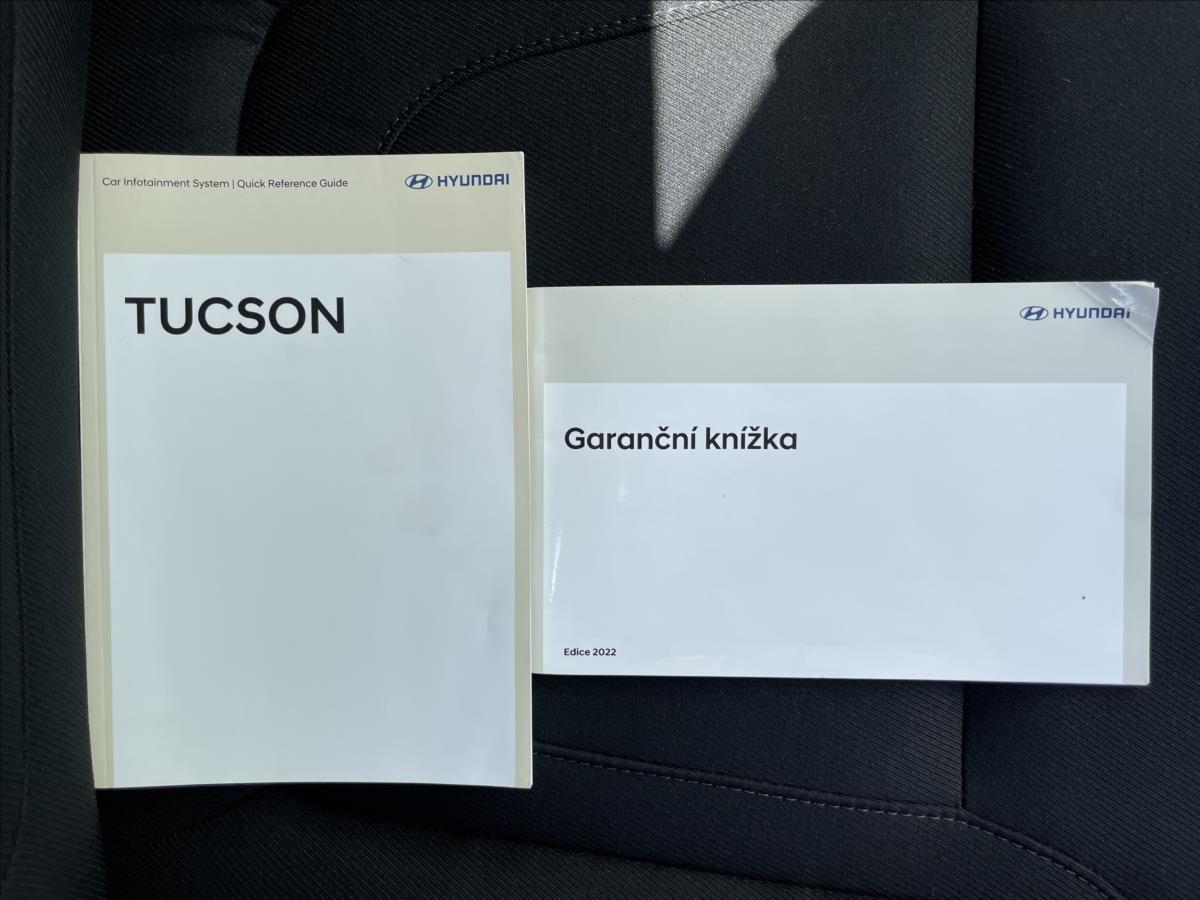 Car Infotainment System | Quick Reference Guide
HYUNDAI
TUCSON
HYUNDAI
Garanční knížka
Edice 2022